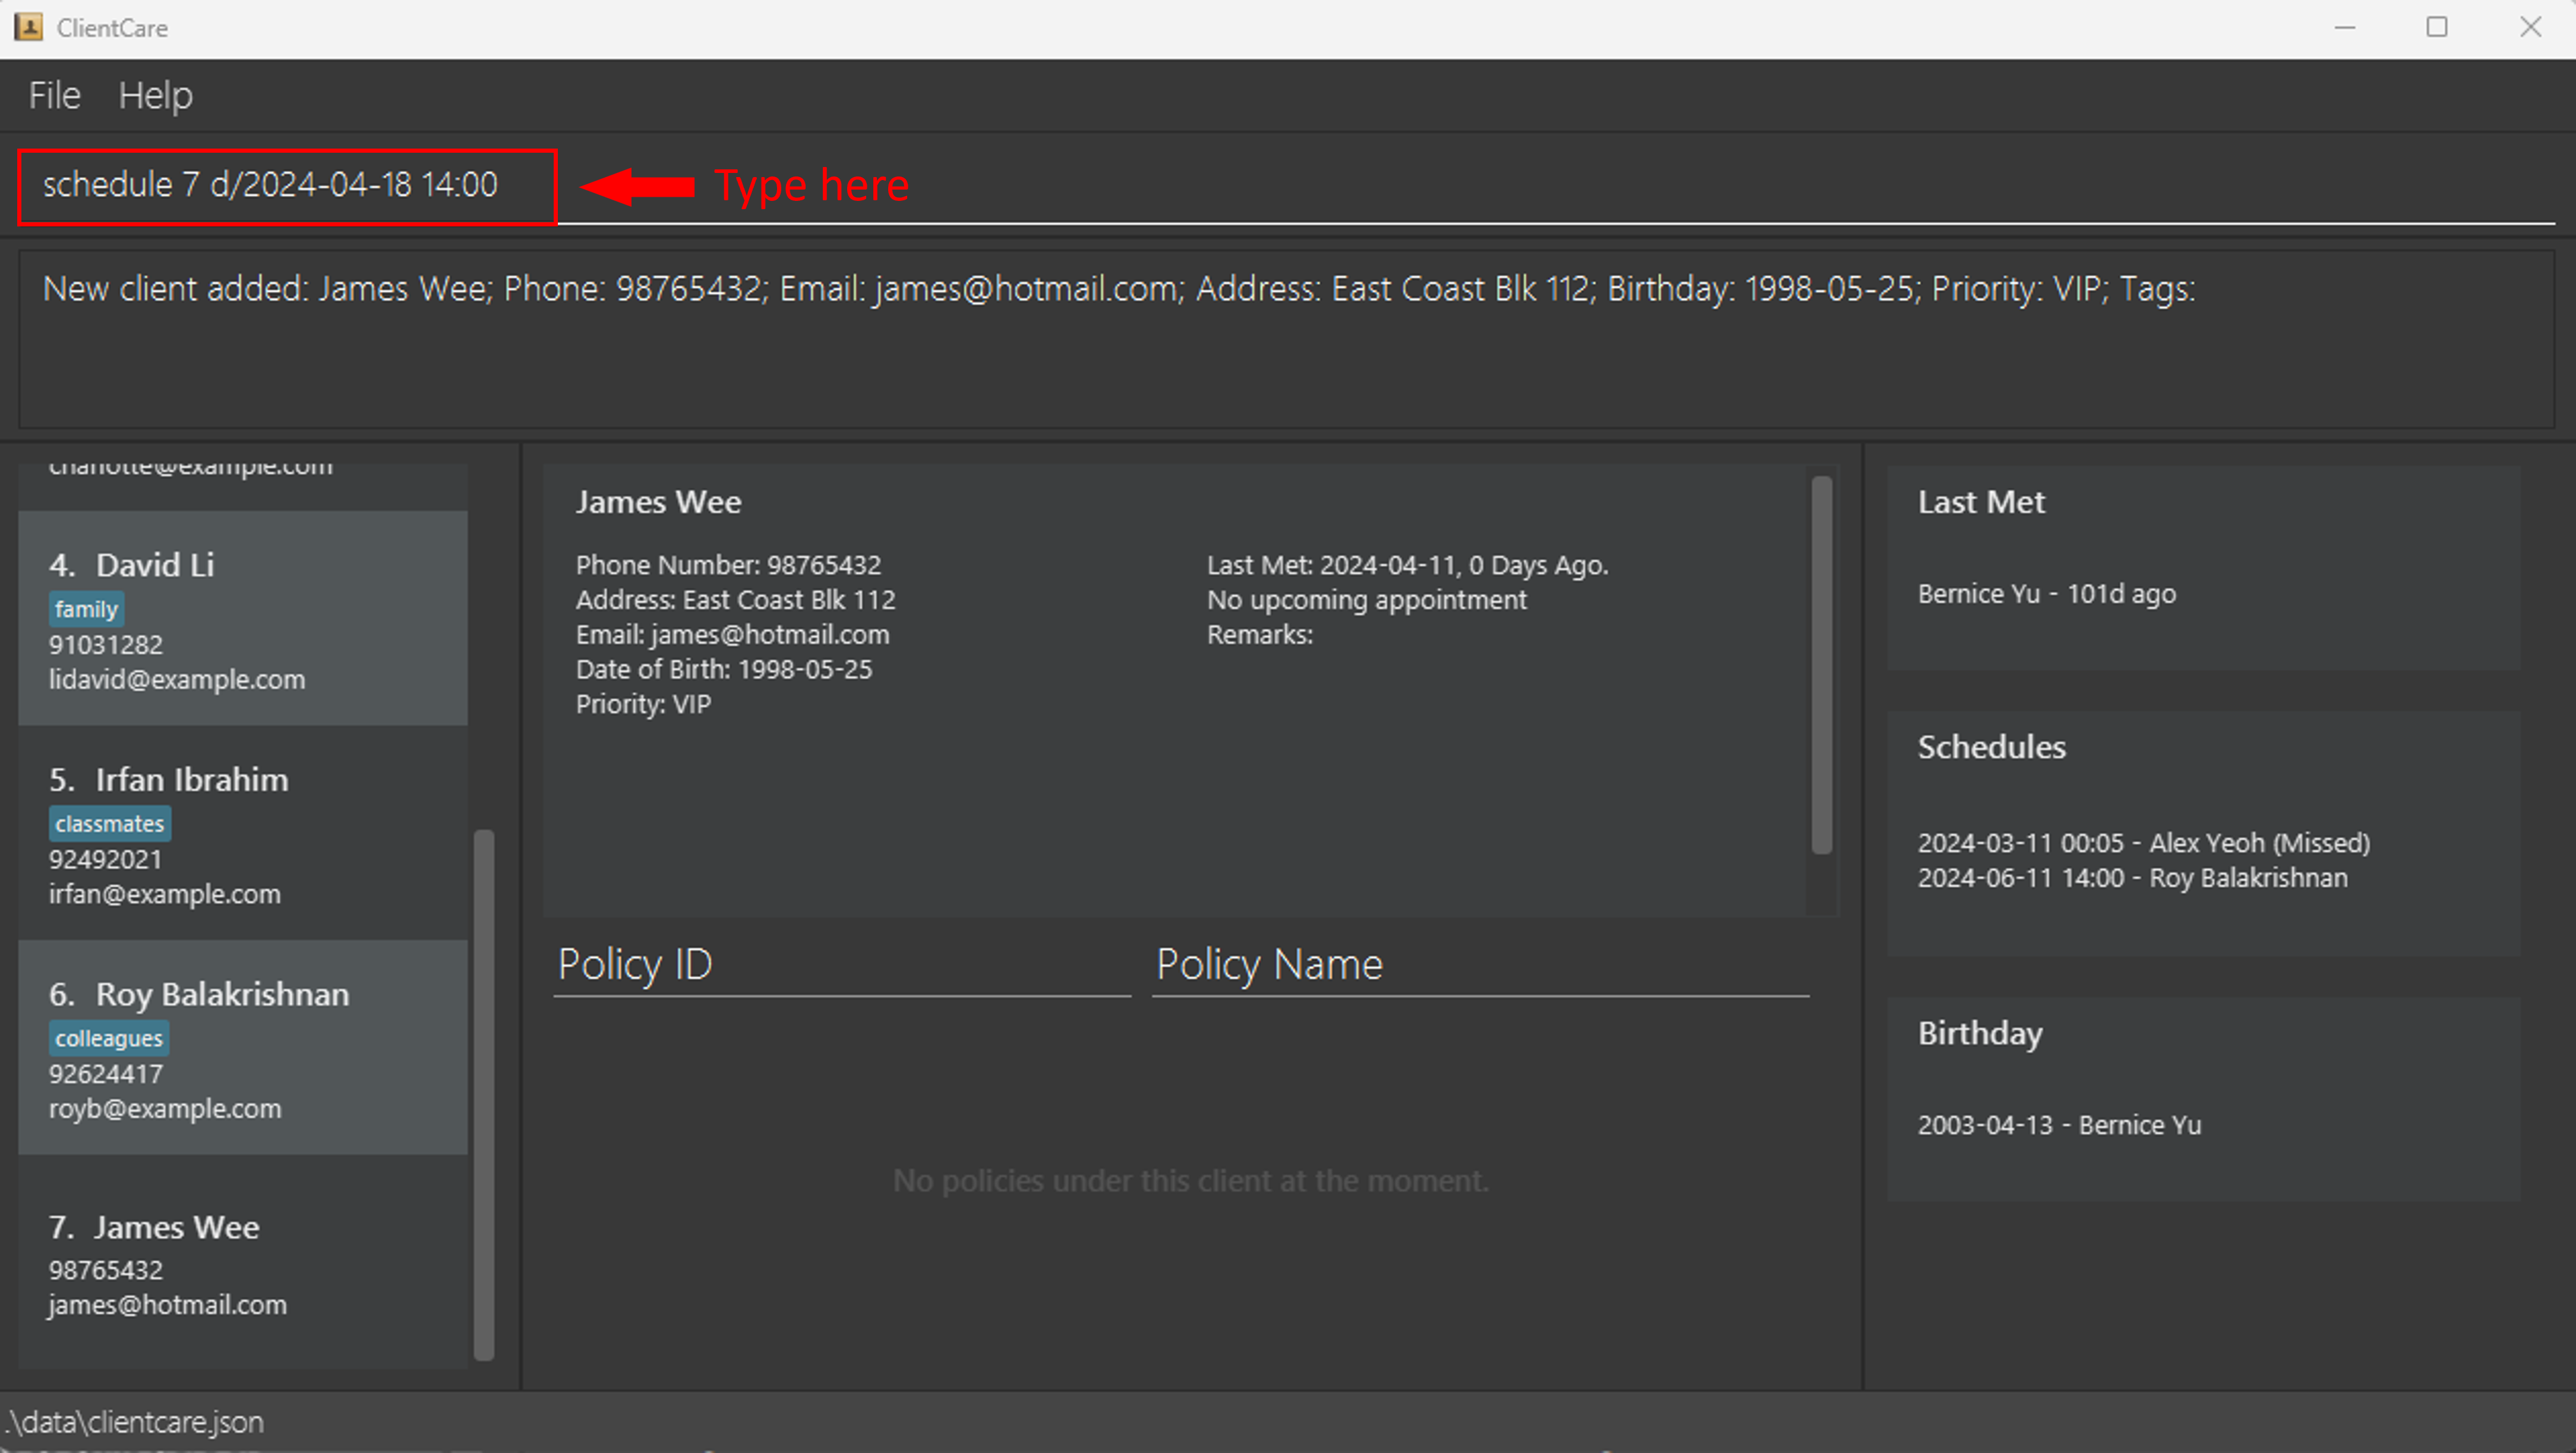 ClientCare
File Help
schedule 7 d/2024-04-18 14:00
Type here
New client added: James Wee; Phone: 98765432; Email: james@hotmail.com; Address: East Coast Blk 112; Birthday: 1998-05-25; Priority: VIP; Tags:
charlotte@example.com
4. David Li
family
91031282
lidavid@example.com
5. Irfan Ibrahim
classmates
92492021
irfan@example.com
6. Roy Balakrishnan
colleagues
92624417
royb@example.com
7. James Wee
98765432
james@hotmail.com
James Wee
Phone Number: 98765432
Address: East Coast Blk 112
Email: james@hotmail.com
Date of Birth: 1998-05-25
Priority: VIP
Last Met: 2024-04-11, 0 Days Ago.
No upcoming appointment
Remarks:
Policy ID Policy Name
No policies under this client at the moment.
Last Met
Bernice Yu - 101d ago
Schedules
2024-03-11 00:05 - Alex Yeoh (Missed)
2024-06-11 14:00 - Roy Balakrishnan
Birthday
2003-04-13 - Bernice Yu
.\data\clientcare.json